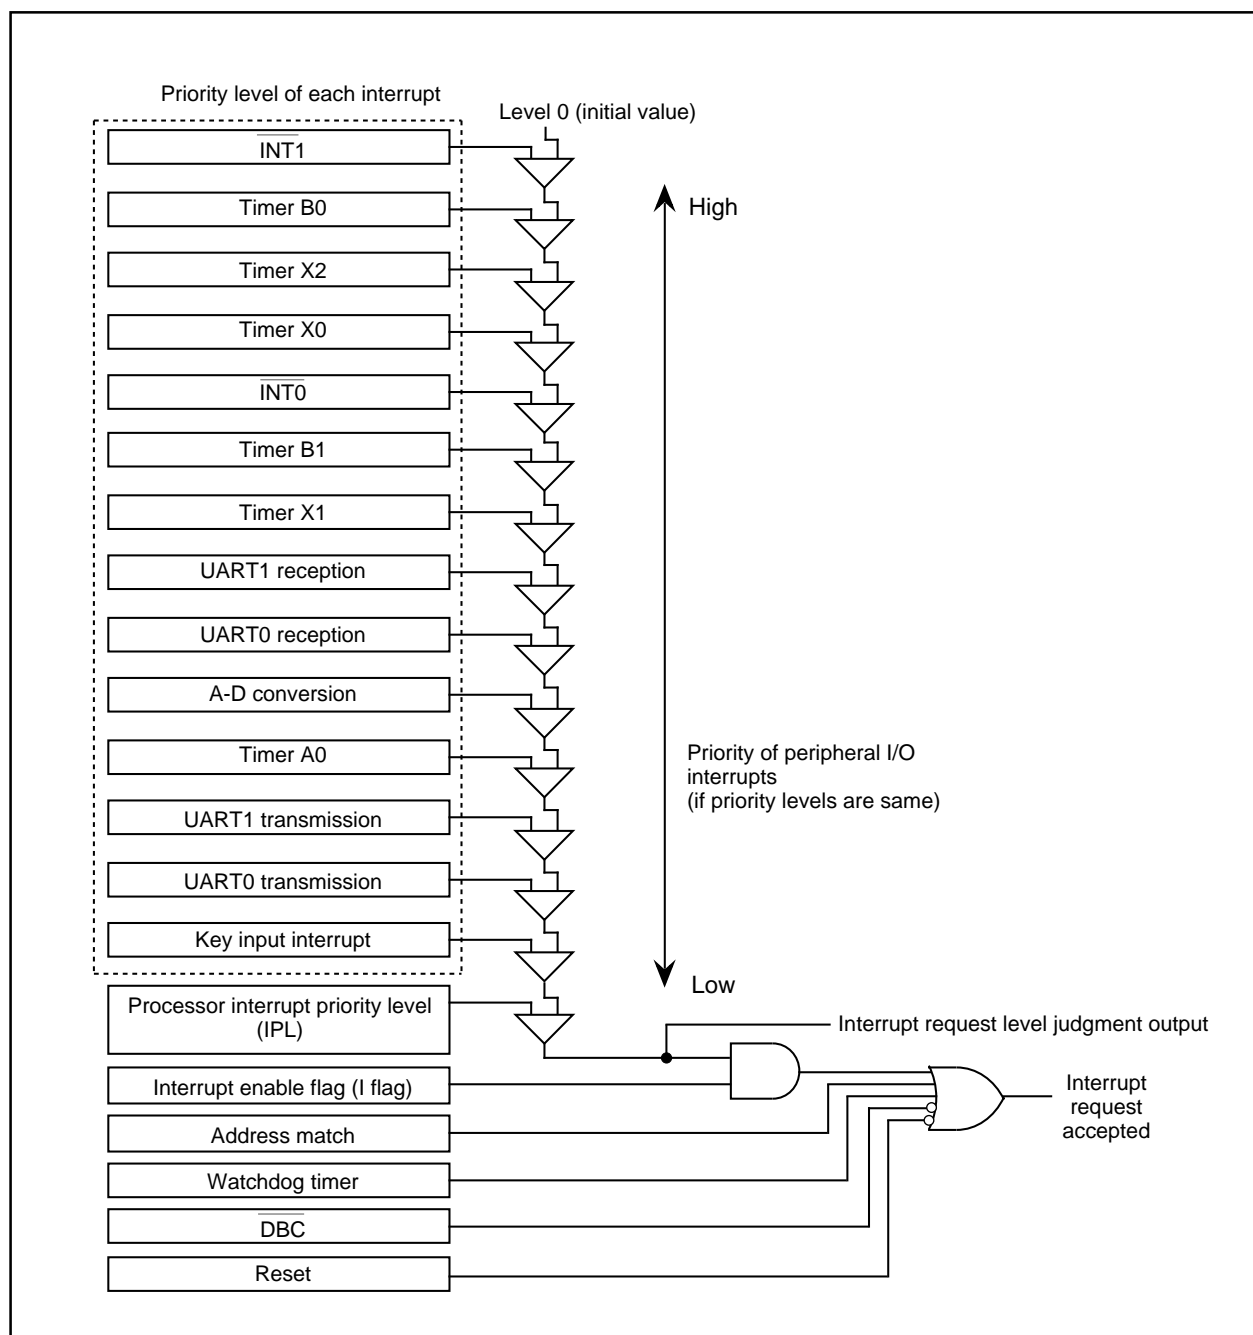 Priority level of each interrupt
Level 0 (initial value)
INT1
Timer B0
High
Timer X2
Timer X0
INT0
Timer B1
Timer X1
UART1 reception
UART0 reception
A-D conversion
Timer A0
Priority of peripheral I/O
interrupts
(if priority levels are same)
UART1 transmission
UART0 transmission
Key input interrupt
Low
Processor interrupt priority level
(IPL)
Interrupt request level judgment output
Interrupt enable flag (I flag)
Interrupt
request
accepted
Address match
Watchdog timer
DBC
Reset